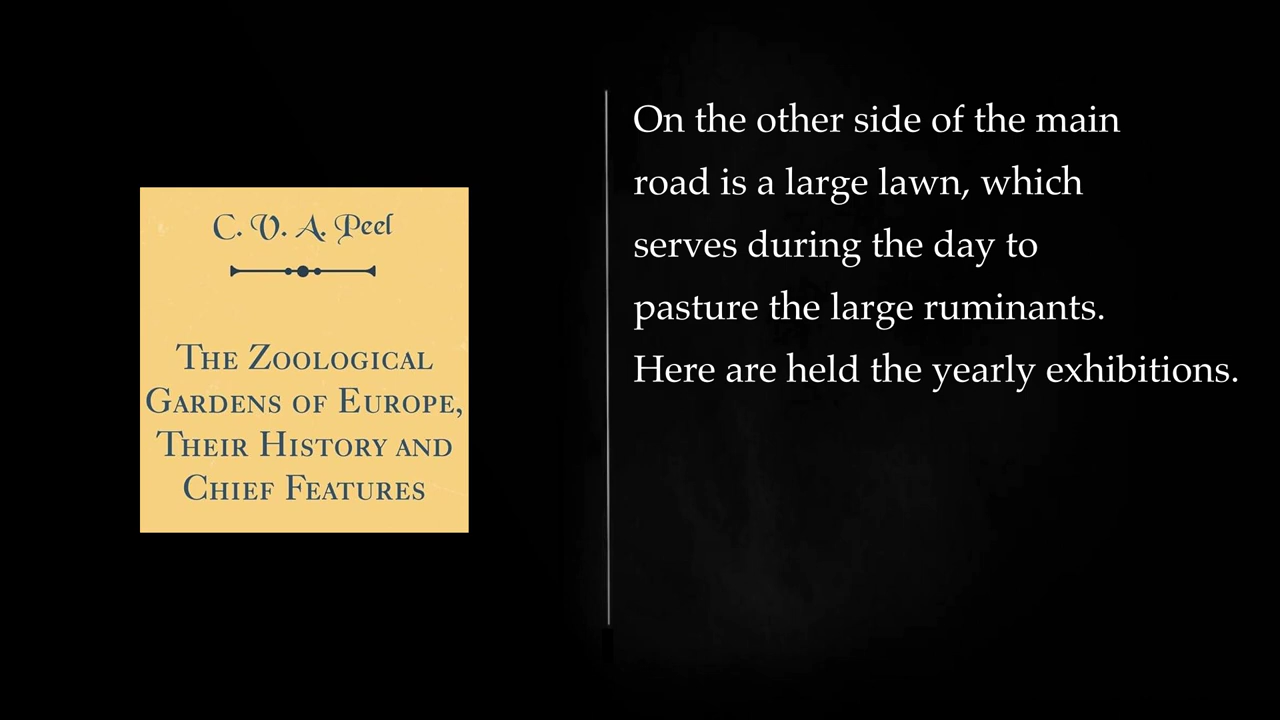 C. V. A. Peel
The Zoological
Gardens of Europe,
Their History and
Chief Features
On the other side of the main
road is a large lawn, which
serves during the day to
pasture the large ruminants.
Here are held the yearly exhibitions.